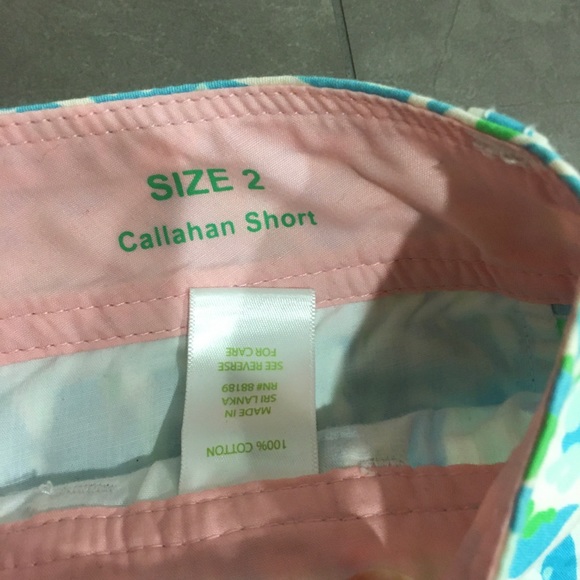 SIZE 2
Callahan Short
100% COTTON
MADE IN
SRI LANKA
RN# 88189
SEE REVERSE
FOR CARE